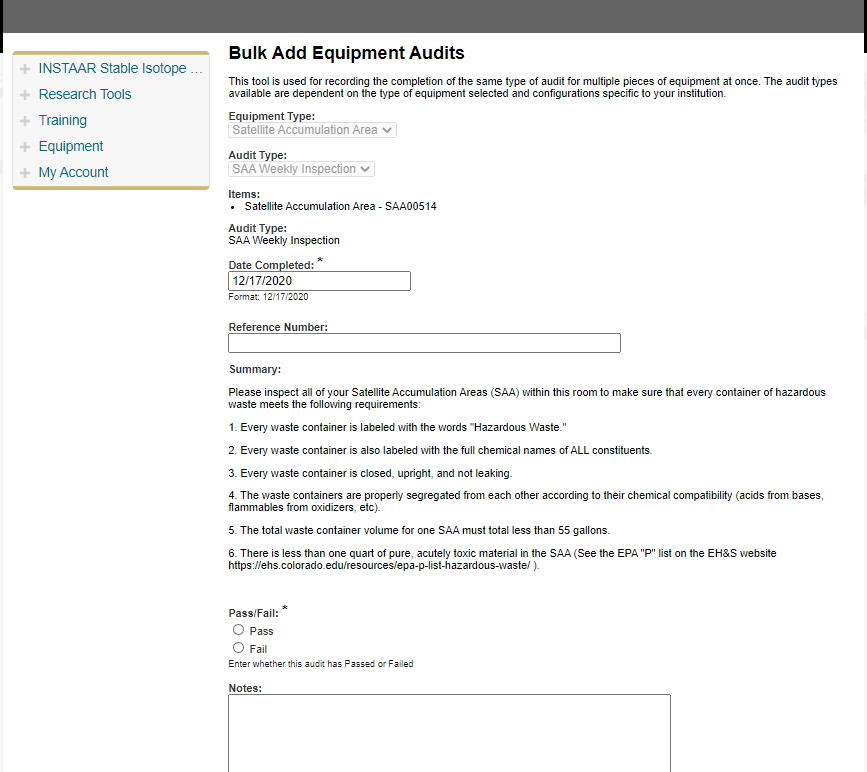 INSTAAR Stable Isotope ...
Research Tools
Training
Equipment
My Account
Bulk Add Equipment Audits
This tool is used for recording the completion of the same type of audit for multiple pieces of equipment at once. The audit types
available are dependent on the type of equipment selected and configurations specific to your institution.
Equipment Type:
Satellite Accumulation Area
Audit Type:
SAA Weekly Inspection
Items:
• Satellite Accumulation Area - SAA00514
Audit Type:
SAA Weekly Inspection
Date Completed: *
12/17/2020
Format: 12/17/2020
Reference Number:
Summary:
Please inspect all of your Satellite Accumulation Areas (SAA) within this room to make sure that every container of hazardous
waste meets the following requirements:
1. Every waste container is labeled with the words "Hazardous Waste."
2. Every waste container is also labeled with the full chemical names of ALL constituents.
3. Every waste container is closed, upright, and not leaking.
4. The waste containers are properly segregated from each other according to their chemical compatibility (acids from bases,
flammables from oxidizers, etc).
5. The total waste container volume for one SAA must total less than 55 gallons.
6. There is less than one quart of pure, acutely toxic material in the SAA (See the EPA "P" list on the EH&S website
https://ehs.colorado.edu/resources/epa-p-list-hazardous-waste/ ).
Pass/Fail: *
Pass
Fail
Enter whether this audit has Passed or Failed
Notes: